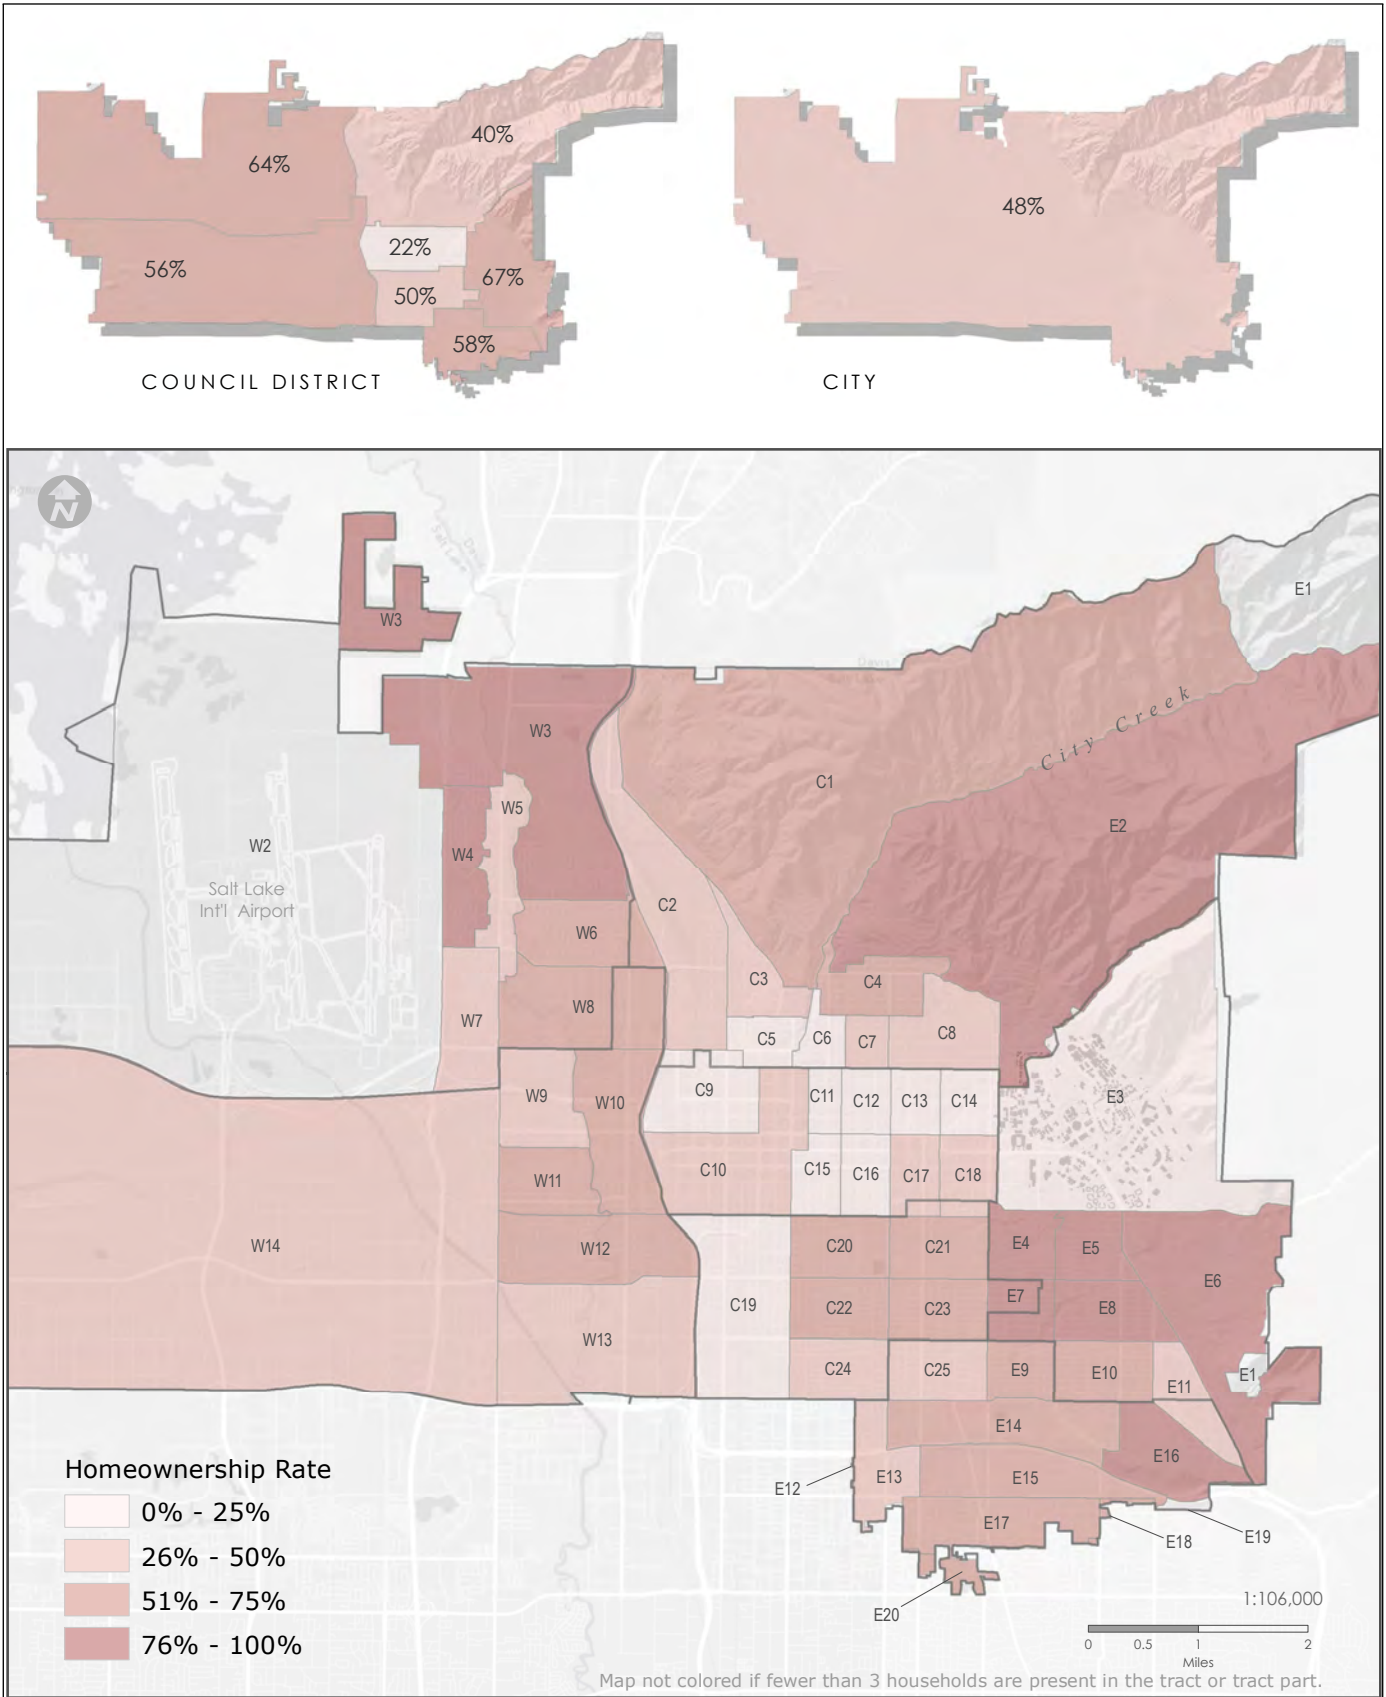 40%
64%
22%
56%
67%
50%
58%
COUNCIL DISTRICT
48%
CITY
N
Davis
Salt Lake
E1
W3
Davis
W3
City Creek
C1
W5
E2
W2
W4
Salt Lake
Int'l Airport
C2
W6
C3
C4
W8
W7
C5
C6
C7
C8
W9
W10
C9
C11
C12
C13
C14
E3
W11
C10
C15
C16
C17
C18
W14
W12
C20
C21
E4
E5
E6
C19
C22
C23
E7
E8
W13
C24
C25
E9
E10
E11
E1
E14
E16
E12
E13
E15
E17
E18
E19
E20
Homeownership Rate
0% - 25%
26% - 50%
51% - 75%
76% - 100%
1:106,000
0 0.5 1 2
Miles
Map not colored if fewer than 3 households are present in the tract or tract part.